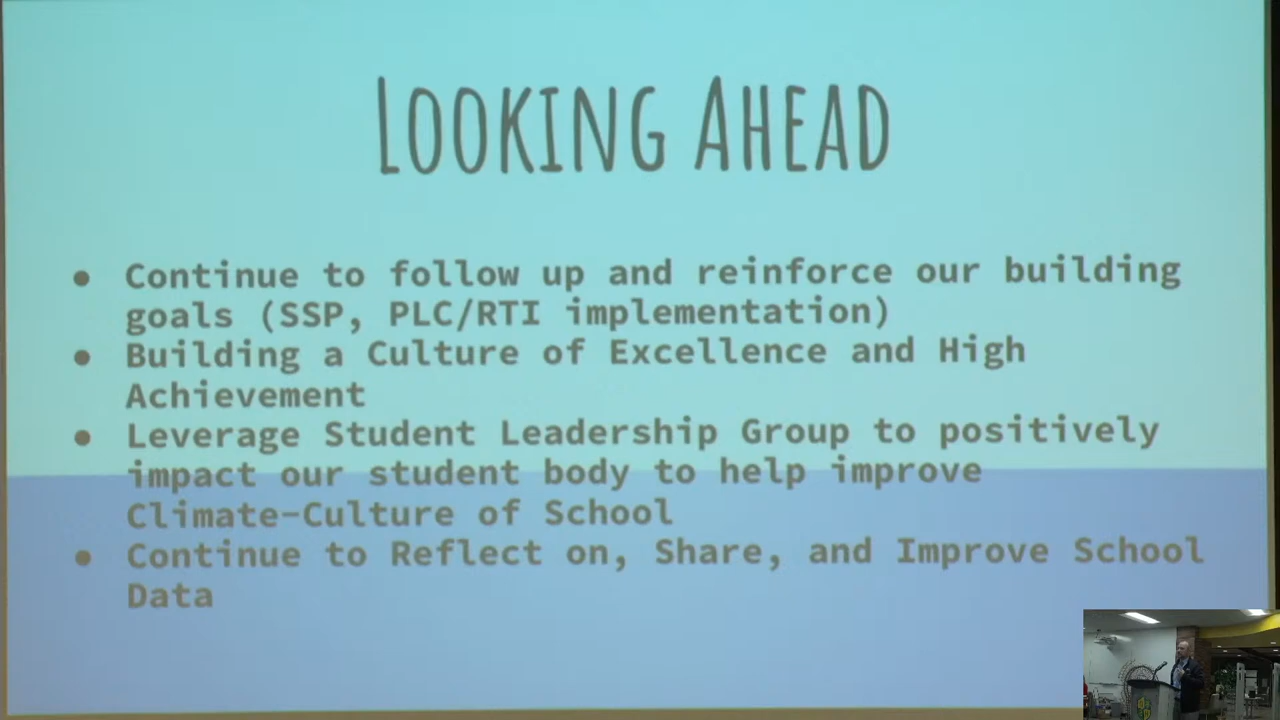 Looking Ahead
● Continue to follow up and reinforce our building
goals (SSP, PLC/RTI implementation)
● Building a Culture of Excellence and High
Achievement
● Leverage Student Leadership Group to positively
impact our student body to help improve
Climate-Culture of School
● Continue to Reflect on, Share, and Improve School
Data